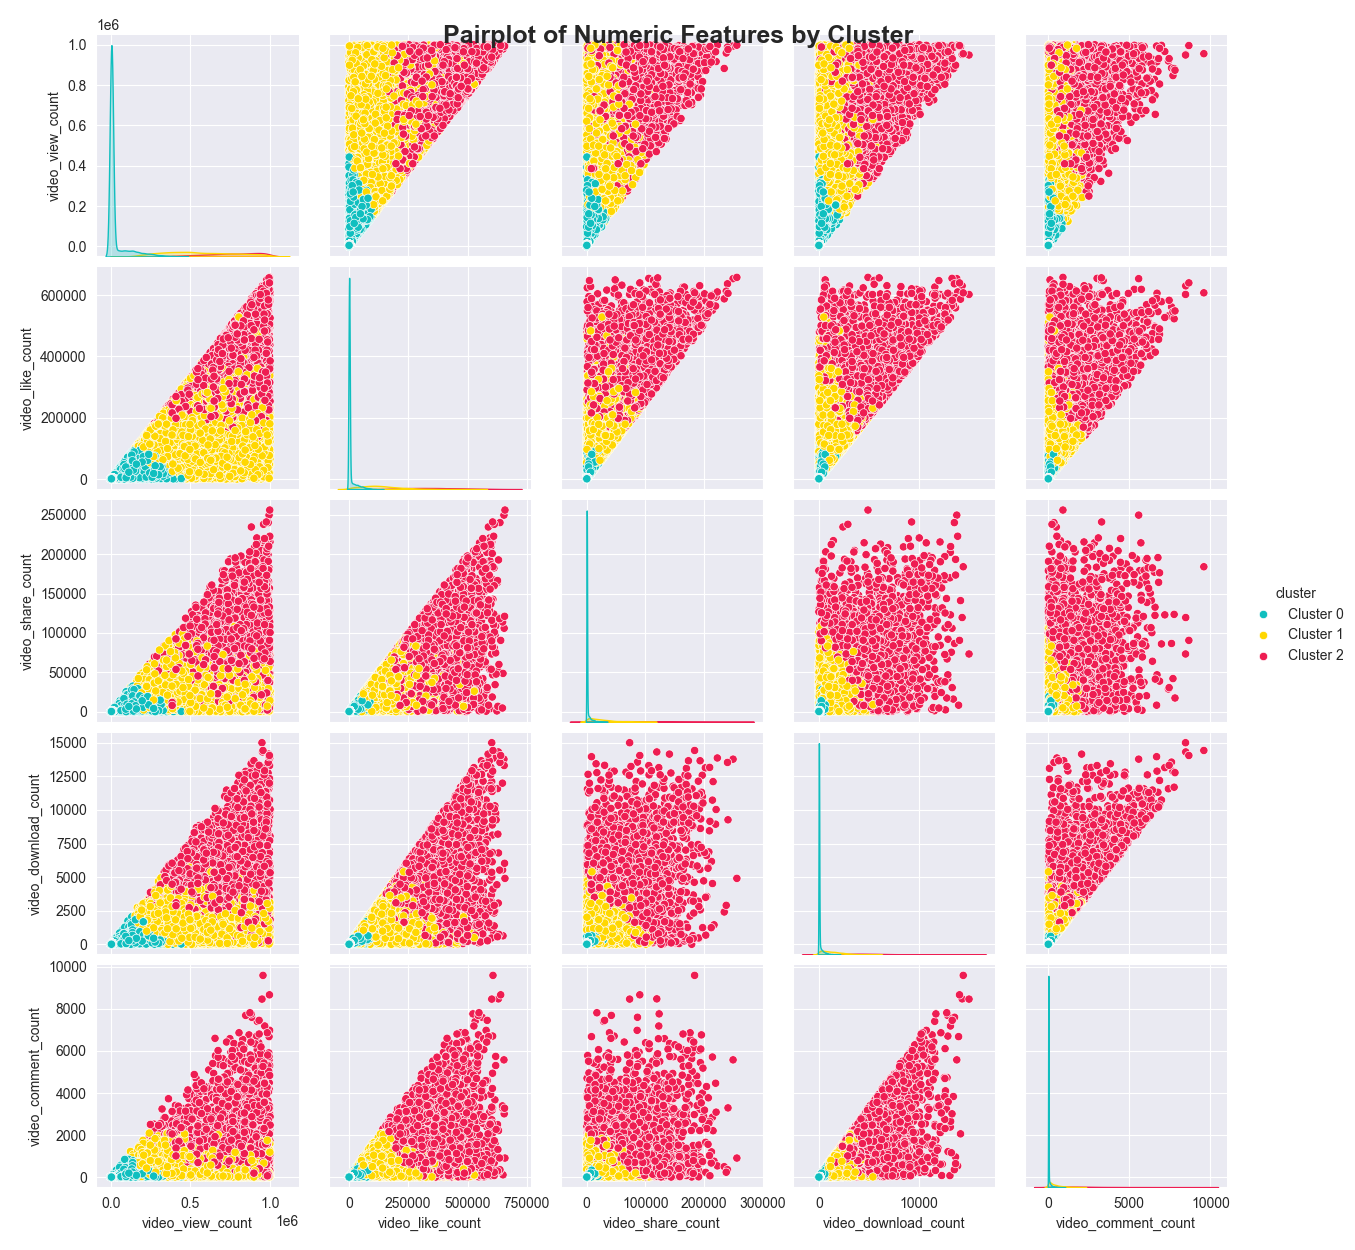 Pairplot of Numeric Features by Cluster
1e6
1.0
0.8
0.6
0.4
0.2
0.0
video_view_count
600000
400000
200000
0
video_like_count
250000
200000
150000
100000
50000
0
video_share_count
cluster
Cluster 0
Cluster 1
Cluster 2
15000
12500
10000
7500
5000
2500
0
video_download_count
10000
8000
6000
4000
2000
0
video_comment_count
0.0 0.5 1.0 0 250000 500000 750000 0 100000 200000 300000 0 10000 0 5000 10000
1e6
video_view_count video_like_count video_share_count video_download_count video_comment_count